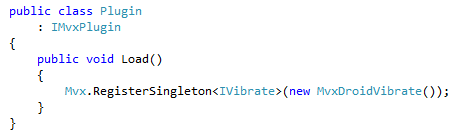 public class Plugin
    : IMvxPlugin
{
    public void Load()
    {
        Mvx.RegisterSingleton<IVibrate>(new MvxDroidVibrate());
    }
}